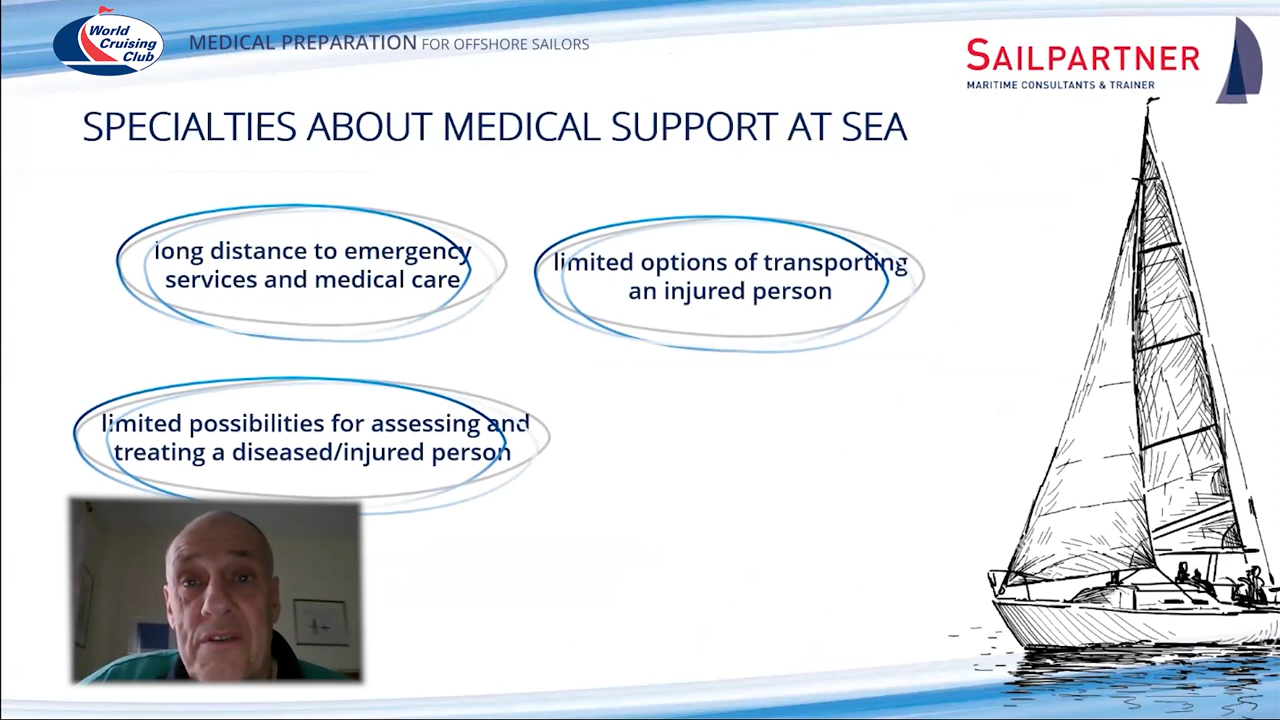 World
Cruising
Club
MEDICAL PREPARATION FOR OFFSHORE SAILORS
SAILPARTNER
MARITIME CONSULTANTS & TRAINER
SPECIALTIES ABOUT MEDICAL SUPPORT AT SEA
long distance to emergency
services and medical care
limited options of transporting
an injured person
limited possibilities for assessing and
treating a diseased/injured person